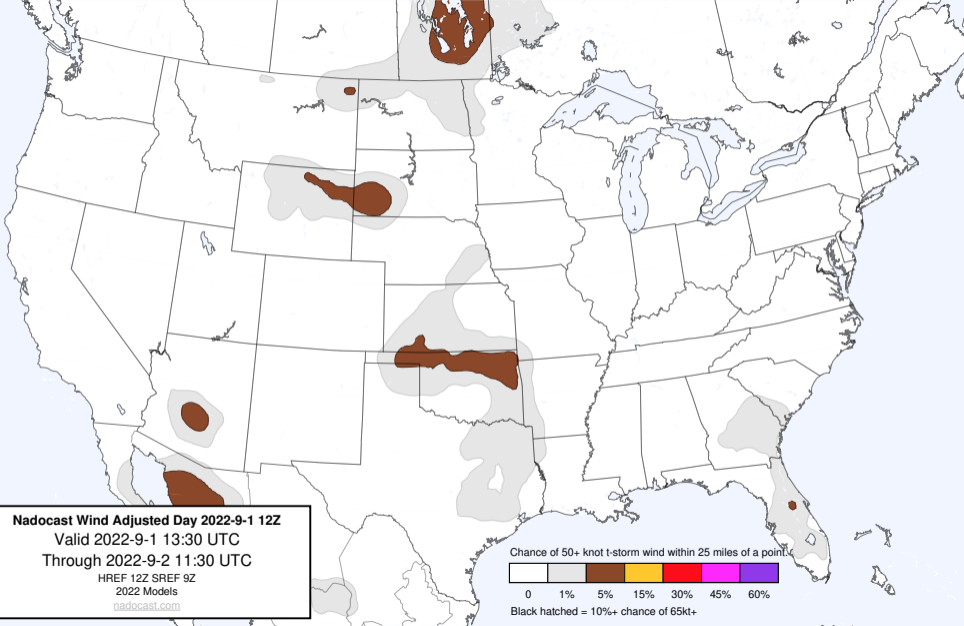 Nadocast Wind Adjusted Day 2022-9-1 12Z
Valid 2022-9-1 13:30 UTC
Through 2022-9-2 11:30 UTC
HREF 12Z SREF 9Z
2022 Models
nadocast.com
Chance of 50+ knot t-storm wind within 25 miles of a point.
0 1% 5% 15% 30% 45% 60%
Black hatched = 10%+ chance of 65kt+